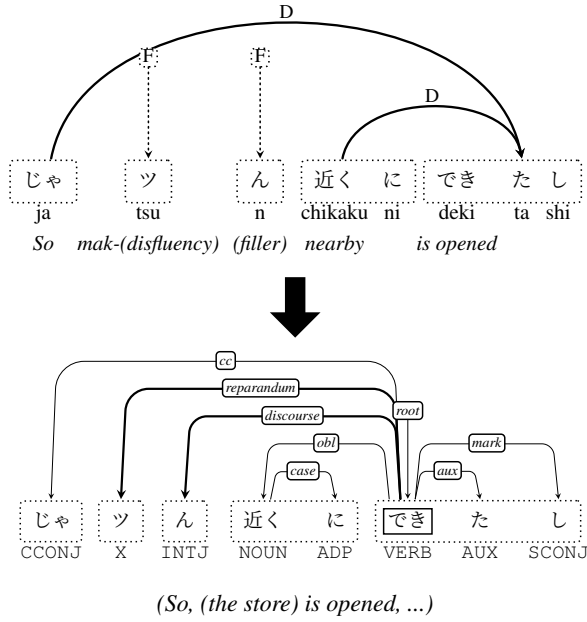 D
F F
D
じゃ ツ ん 近く に でき た し
ja tsu n chikaku ni deki ta shi
So mak-(disfluency) (filler) nearby is opened
cc
reparandum
discourse root
obl mark
case aux
じゃ ツ ん 近く に でき た し
CCONJ X INTJ NOUN ADP VERB AUX SCONJ
(So, (the store) is opened, ...)